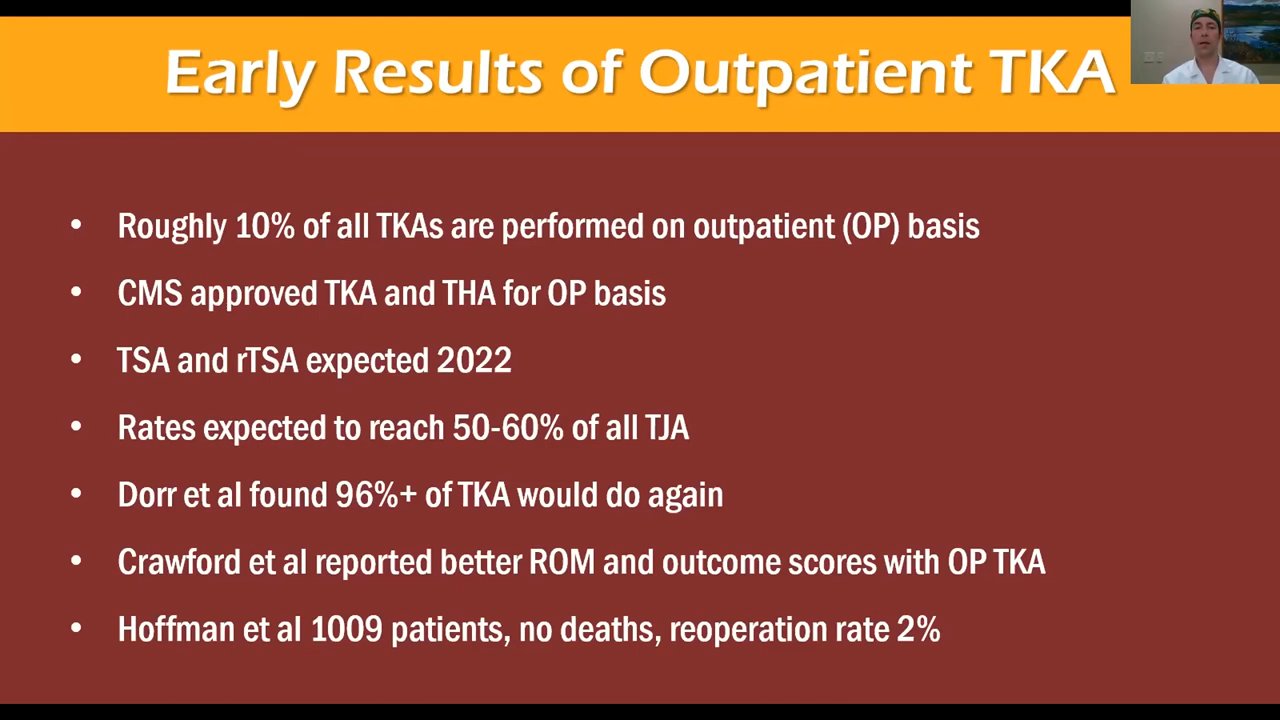 Early Results of Outpatient TKA
• Roughly 10% of all TKAs are performed on outpatient (OP) basis
• CMS approved TKA and THA for OP basis
• TSA and rTSA expected 2022
• Rates expected to reach 50-60% of all TJA
• Dorr et al found 96%+ of TKA would do again
• Crawford et al reported better ROM and outcome scores with OP TKA
• Hoffman et al 1009 patients, no deaths, reoperation rate 2%